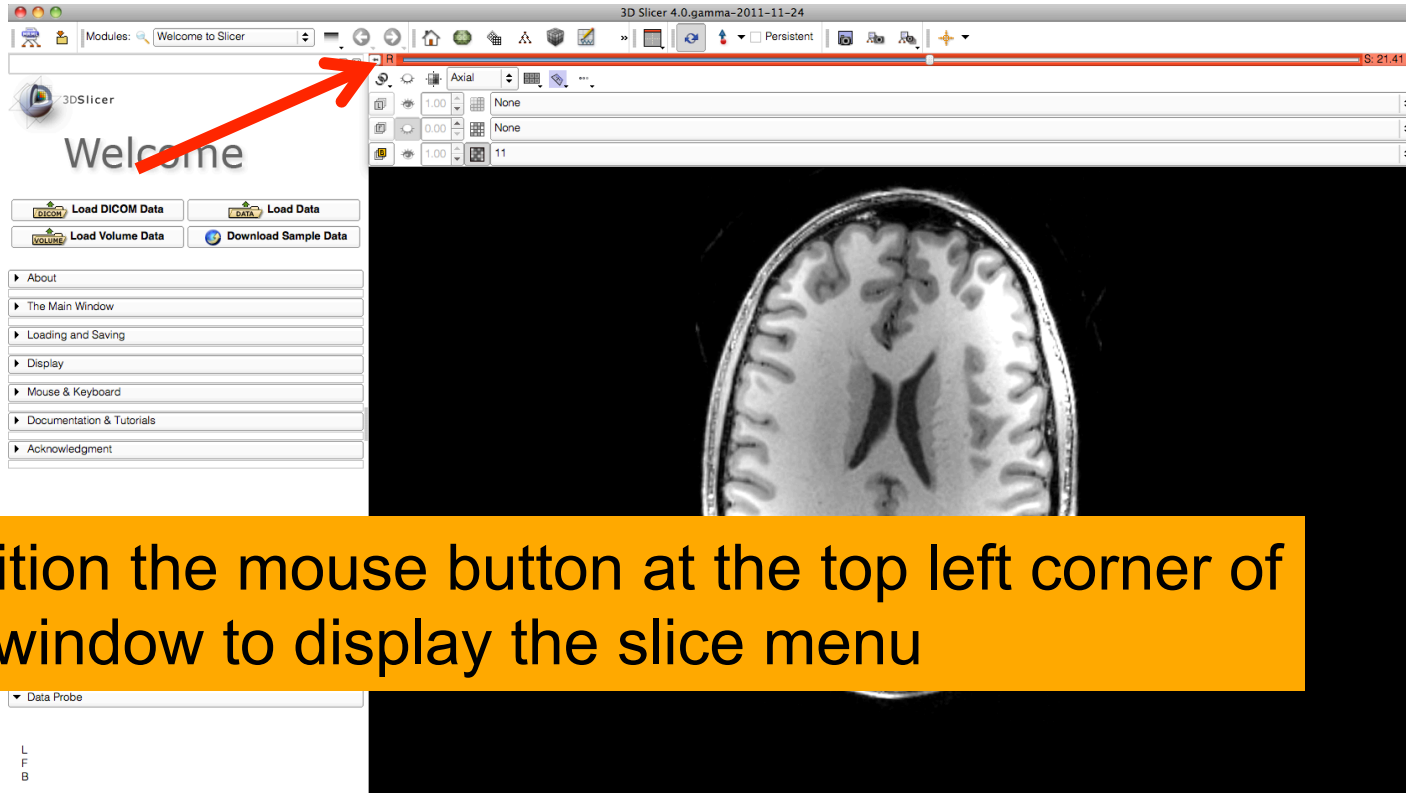 3D Slicer 4.0.gamma-2011-11-24
Modules: Welcome to Slicer
» Persistent
R S: 21.41
Axial
3DSlicer
1.00 None
0.00 None
1.00 11
Welcome
DICOM Load DICOM Data DATA Load Data
VOLUME Load Volume Data Download Sample Data
About
The Main Window
Loading and Saving
Display
Mouse & Keyboard
Documentation & Tutorials
Acknowledgment
ition the mouse button at the top left corner of
window to display the slice menu
Data Probe
L
F
B